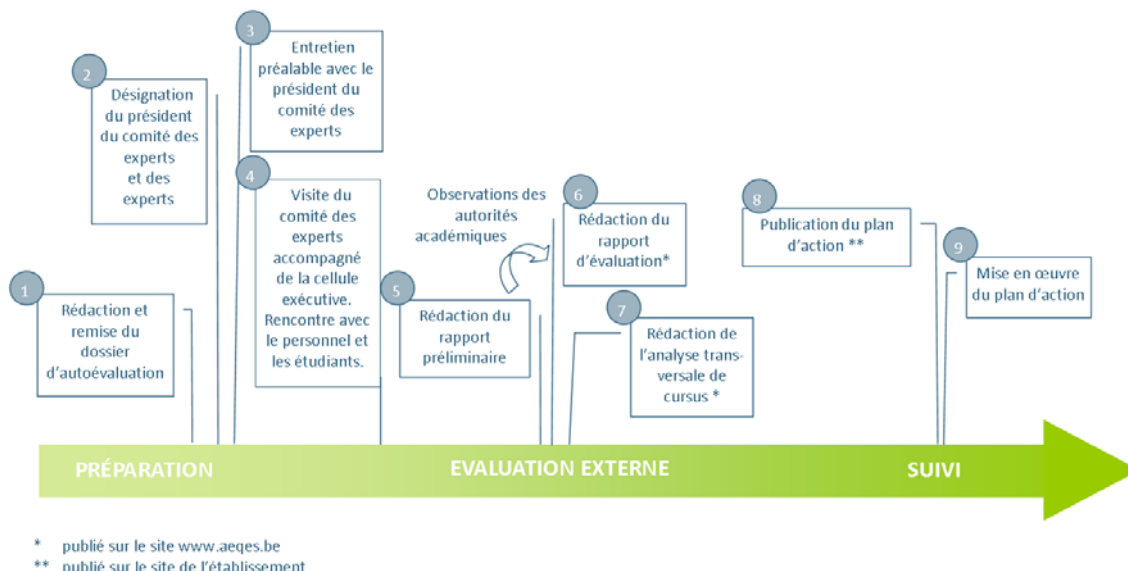 1
Rédaction et
remise du
dossier
d'autoévaluation
2
Désignation
du président
du comité des
experts
et des
experts
3
Entretien
préalable avec le
président du
comité des
experts
4
Visite du
comité des
experts
accompagné
de la cellule
exécutive.
Rencontre avec
le personnel et
les étudiants.
5
Rédaction du
rapport
préliminaire
Observations des
autorités
académiques
6
Rédaction du
rapport
d'évaluation*
7
Rédaction de
l'analyse trans-
versale de
cursus *
8
Publication du plan
d'action **
9
Mise en œuvre
du plan d'action
PRÉPARATION
EVALUATION EXTERNE
SUIVI
* publié sur le site www.aeqes.be
** publié sur le site de l'établissement